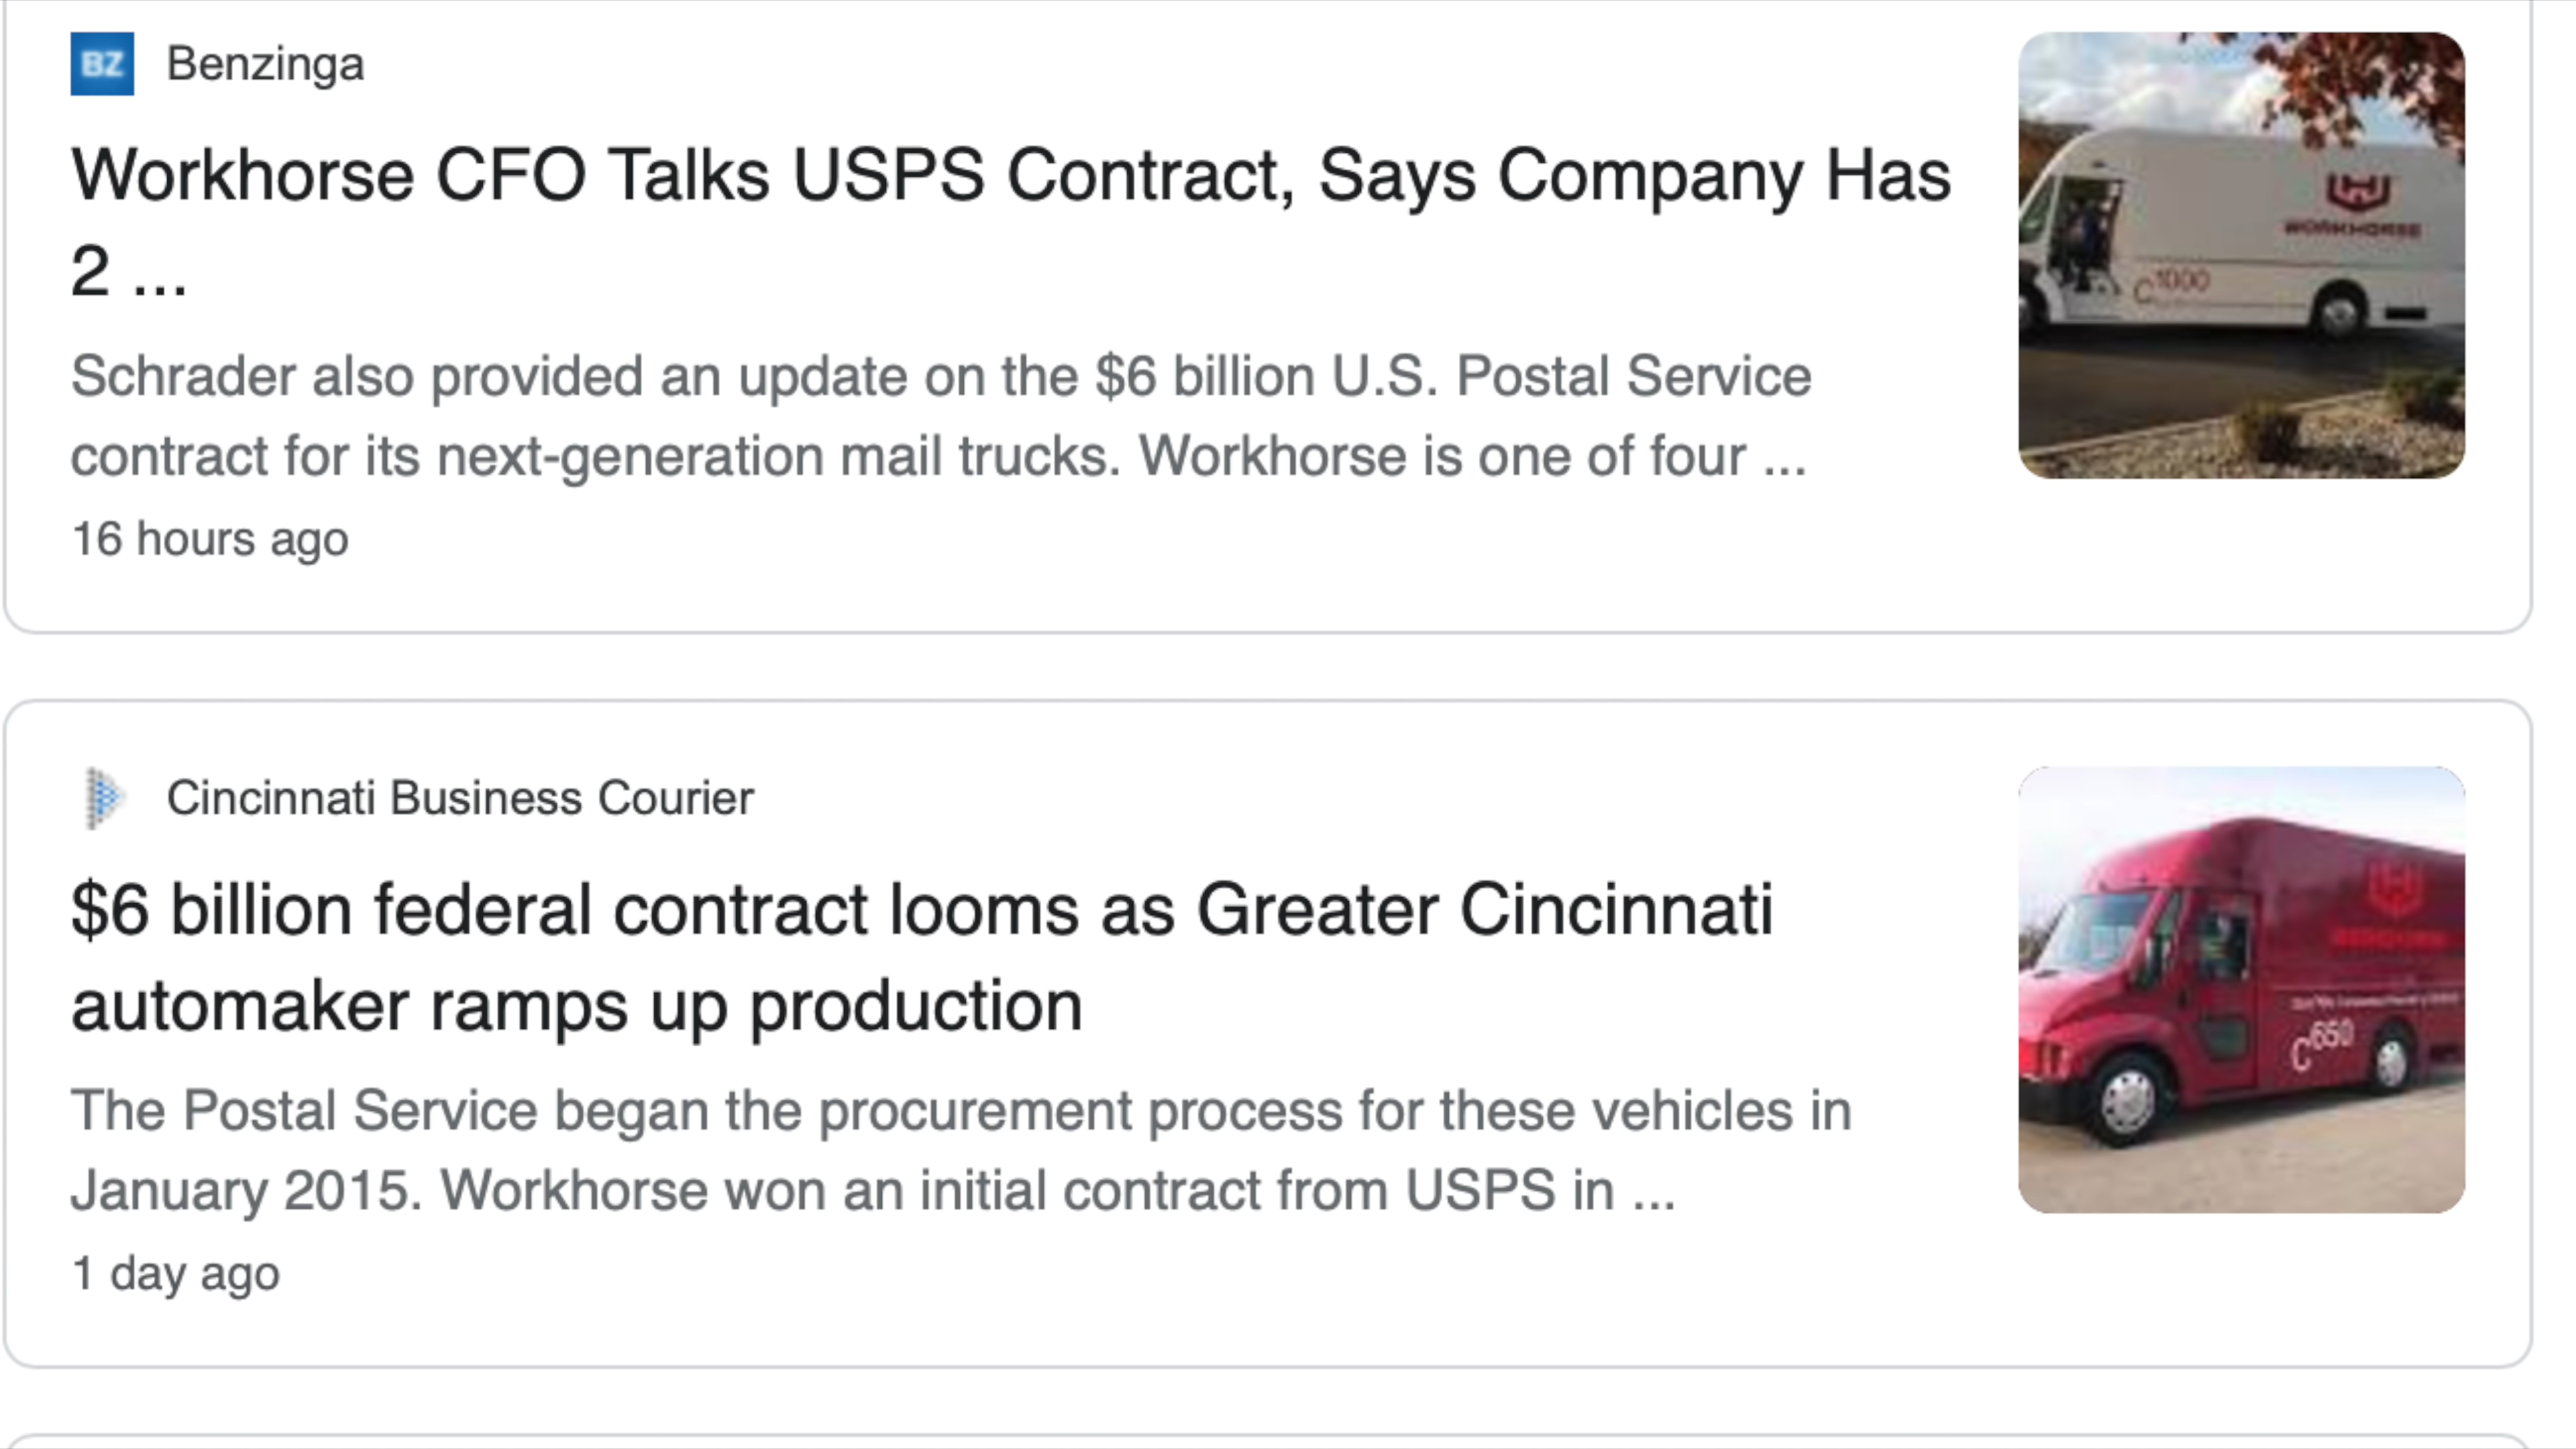 BZ Benzinga
Workhorse CFO Talks USPS Contract, Says Company Has
2 ...
Schrader also provided an update on the $6 billion U.S. Postal Service
contract for its next-generation mail trucks. Workhorse is one of four ...
16 hours ago
WORKHORSE
C1000
Cincinnati Business Courier
$6 billion federal contract looms as Greater Cincinnati
automaker ramps up production
The Postal Service began the procurement process for these vehicles in
January 2015. Workhorse won an initial contract from USPS in ...
1 day ago
WORKHORSE
C650